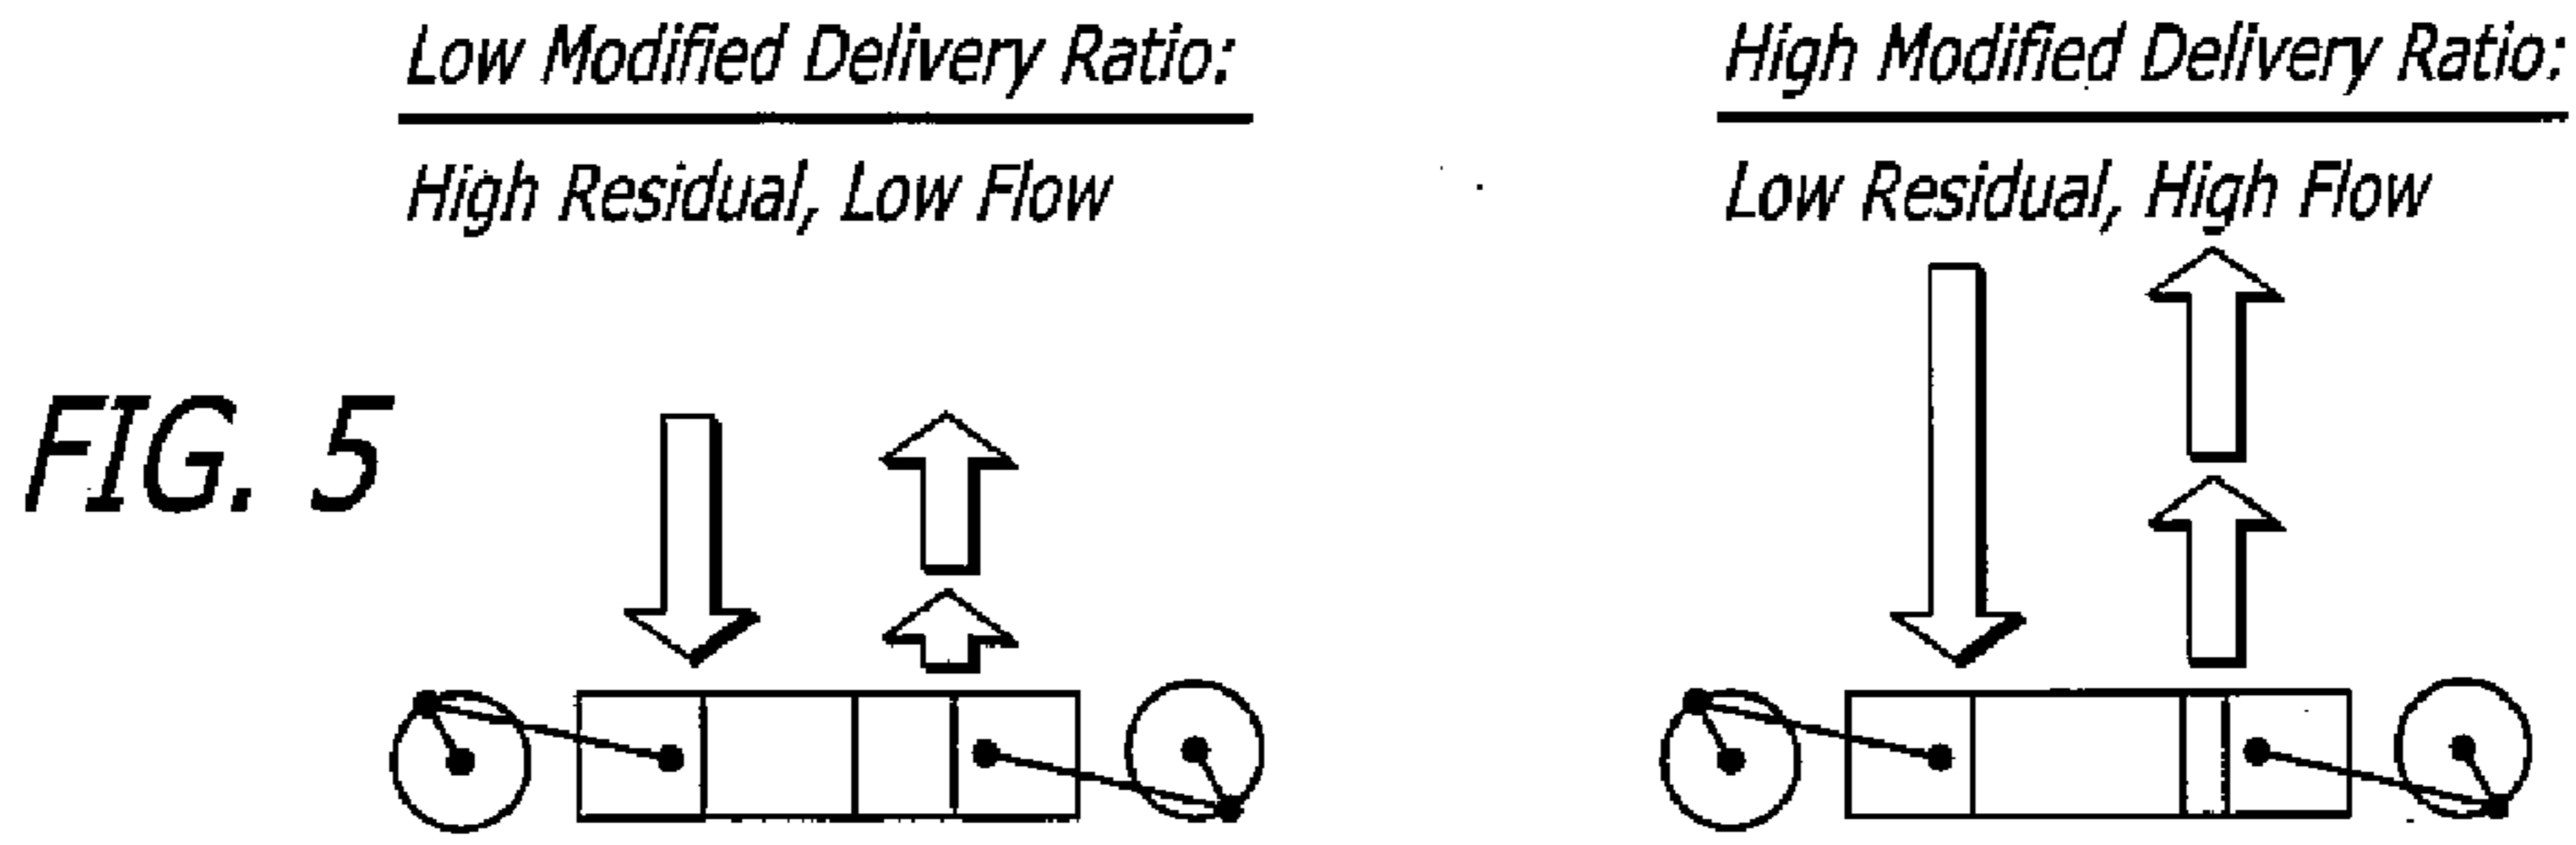 Low Modified Delivery Ratio:
High Residual, Low Flow
High Modified Delivery Ratio:
Low Residual, High Flow
FIG. 5